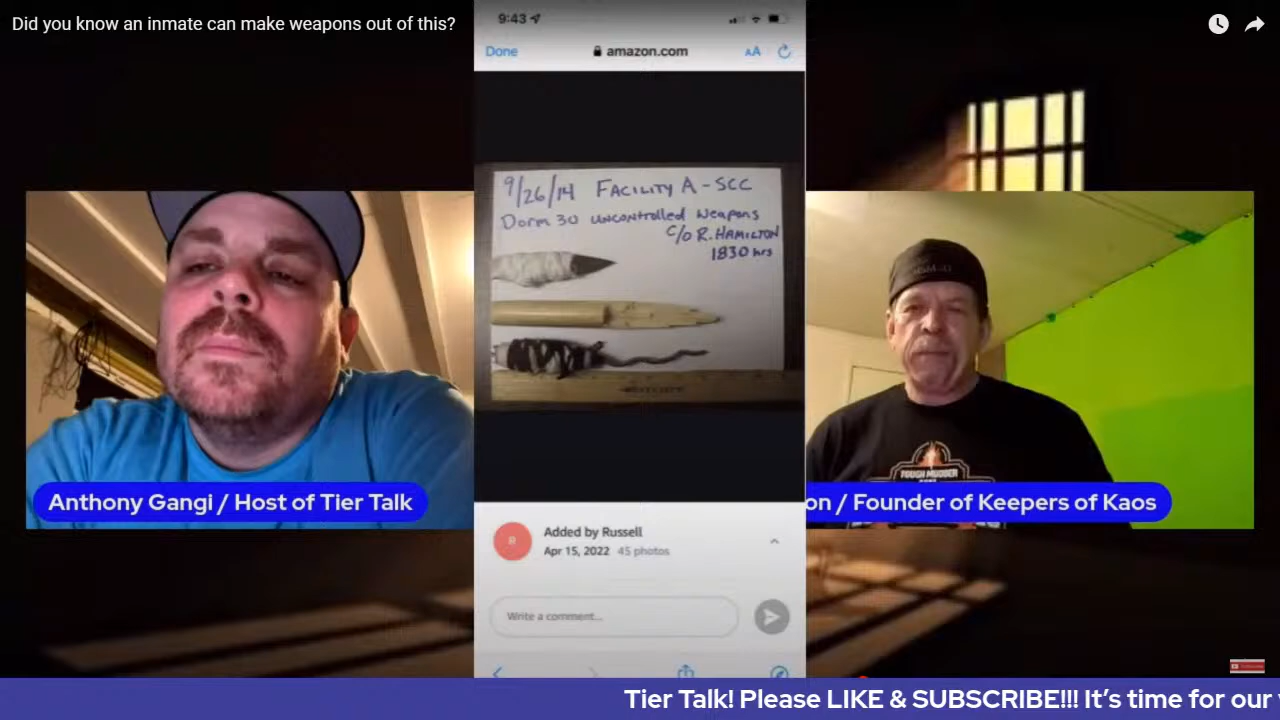 Did you know an inmate can make weapons out of this?
9:43
Done
amazon.com
AA
9/26/14 FACILITY A - SCC
Dorm 30 uncontrolled Weapons
C/O R. HAMILTON
1830 hrs
TOUGH MUDDER
Anthony Gangi / Host of Tier Talk
on / Founder of Keepers of Kaos
R
Added by Russell
Apr 15, 2022 45 photos
Write a comment...
Tier Talk! Please LIKE & SUBSCRIBE!!! It's time for our